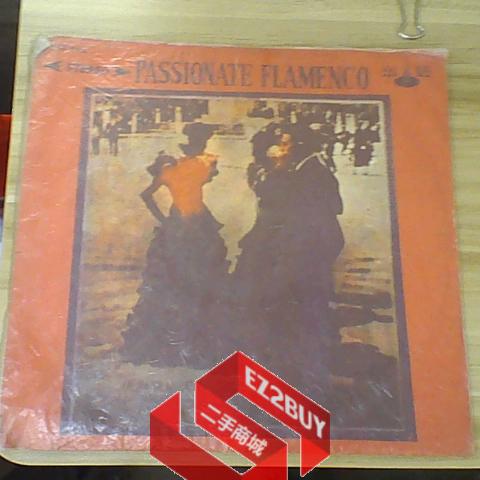 PASSIONATE FLAMENCO
EZ2BUY
二手商城